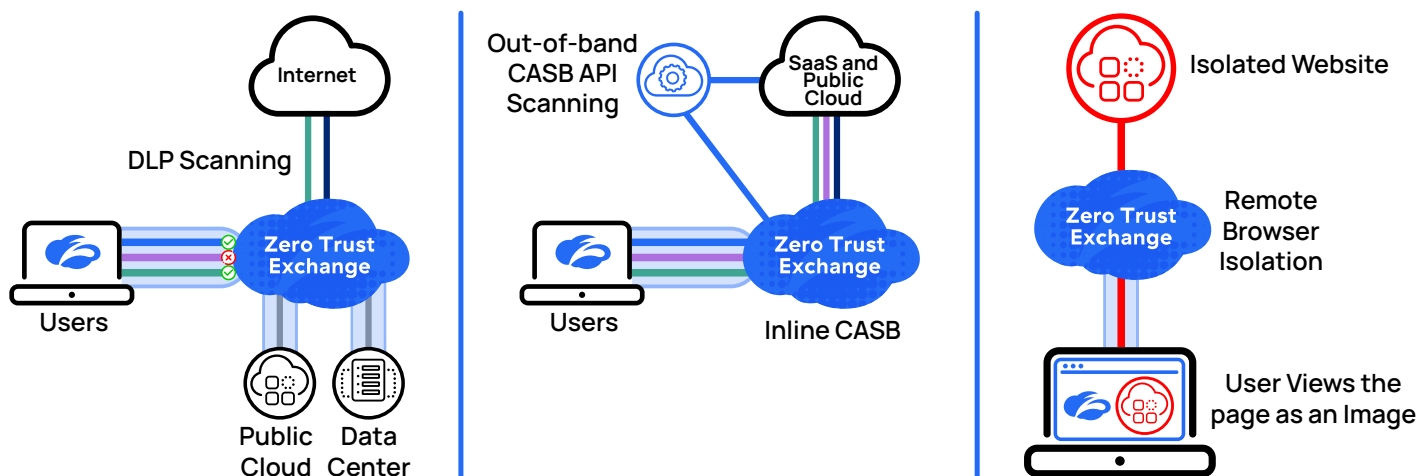 Internet
DLP Scanning
Zero Trust
Exchange
Users
Public
Cloud
Data
Center
Out-of-band
CASB API
Scanning
SaaS and
Public
Cloud
Zero Trust
Exchange
Users
Inline CASB
Isolated Website
Zero Trust
Exchange
Remote
Browser
Isolation
User Views the
page as an Image